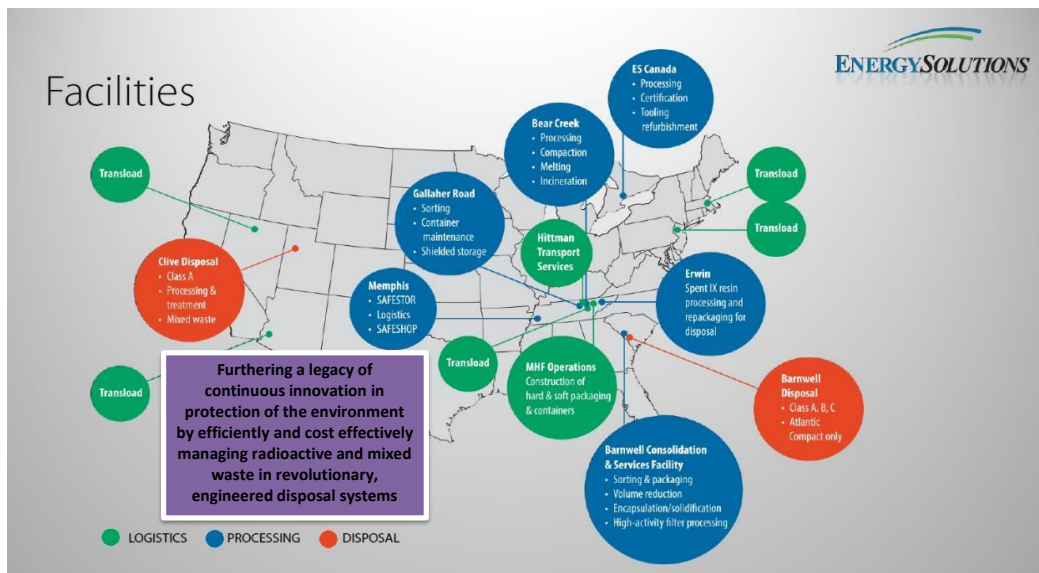 ENERGYSOLUTIONS
Facilities
ES Canada
• Processing
• Certification
• Tooling
refurbishment
Bear Creek
• Processing
• Compaction
• Melting
• Incineration
Transload
Transload
Gallaher Road
• Sorting
• Container
maintenance
• Shielded storage
Hittman
Transport
Services
Transload
Clive Disposal
• Class A
• Processing &
treatment
• Mixed waste
Memphis
• SAFESTOR
• Logistics
• SAFESHOP
Erwin
Spent IX resin
processing and
repackaging for
disposal
Transload
Transload
MHF Operations
Construction of
hard & soft packaging
& containers
Barnwell
Disposal
• Class A, B, C
• Atlantic
Compact only
Furthering a legacy of
continuous innovation in
protection of the environment
by efficiently and cost effectively
managing radioactive and mixed
waste in revolutionary,
engineered disposal systems
Barnwell Consolidation
& Services Facility
• Sorting & packaging
• Volume reduction
• Encapsulation/solidification
• High-activity filter processing
LOGISTICS
PROCESSING
DISPOSAL